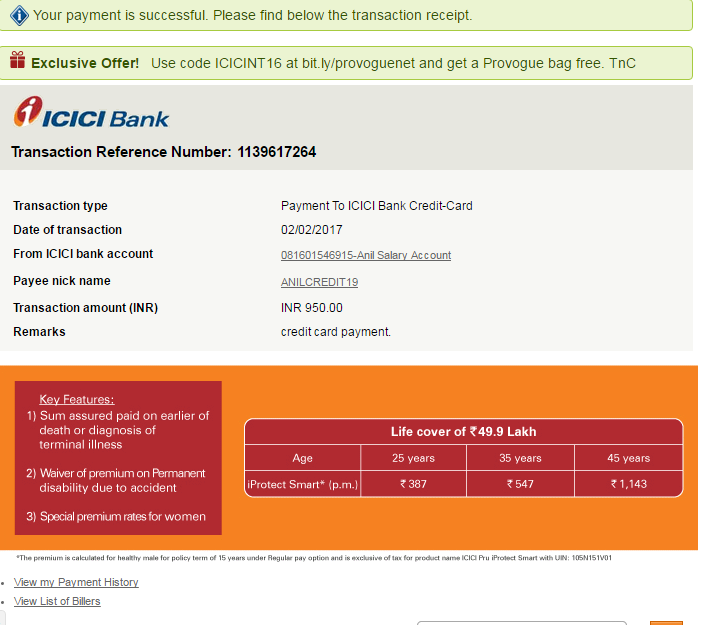 Your payment is successful. Please find below the transaction receipt.
Exclusive Offer! Use code ICICINT16 at bit.ly/provoguenet and get a Provogue bag free. TnC
ICICI Bank
Transaction Reference Number: 1139617264
Transaction type Payment To ICICI Bank Credit-Card
Date of transaction 02/02/2017
From ICICI bank account 081601546915-Anil Salary Account
Payee nick name ANILCREDIT19
Transaction amount (INR) INR 950.00
Remarks credit card payment.
Key Features:
1) Sum assured paid on earlier of
death or diagnosis of
terminal illness
2) Waiver of premium on Permanent
disability due to accident
3) Special premium rates for women
Life cover of ₹49.9 Lakh
Age 25 years 35 years 45 years
iProtect Smart* (p.m.) ₹387 ₹547 ₹1,143
*The premium is calculated for healthy male for policy term of 15 years under Regular pay option and is exclusive of tax for product name ICICI Pru iProtect Smart with UIN: 105N151V01
View my Payment History
View List of Billers